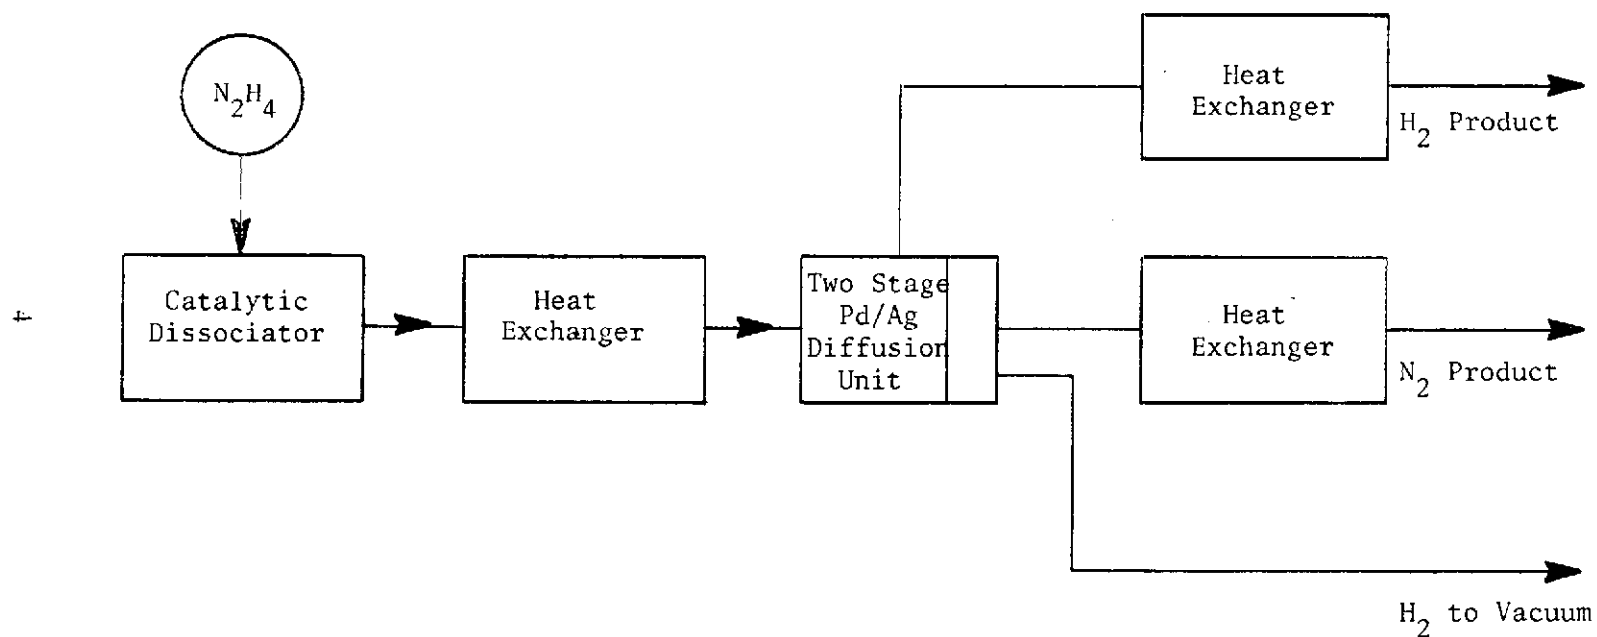 N2H4
Catalytic
Dissociator
Heat
Exchanger
Two Stage
Pd/Ag
Diffusion
Unit
Heat
Exchanger
H2 Product
Heat
Exchanger
N2 Product
H2 to Vacuum
4